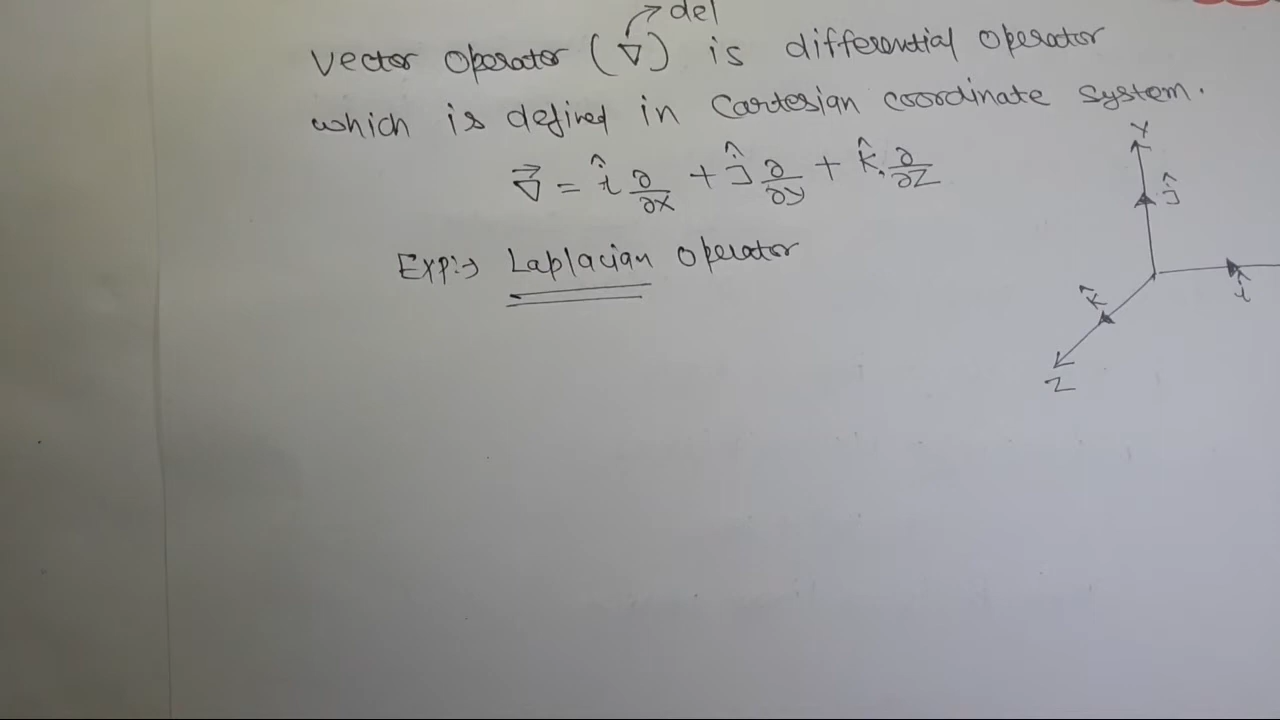 del
Vector operator (∇) is differential operator
which is defined in Cartesian coordinate system.
∇⃗ = î ∂/∂x + ĵ ∂/∂y + k̂. ∂/∂z
Exp:→ Laplacian operator
Y
ĵ
k̂
î
Z